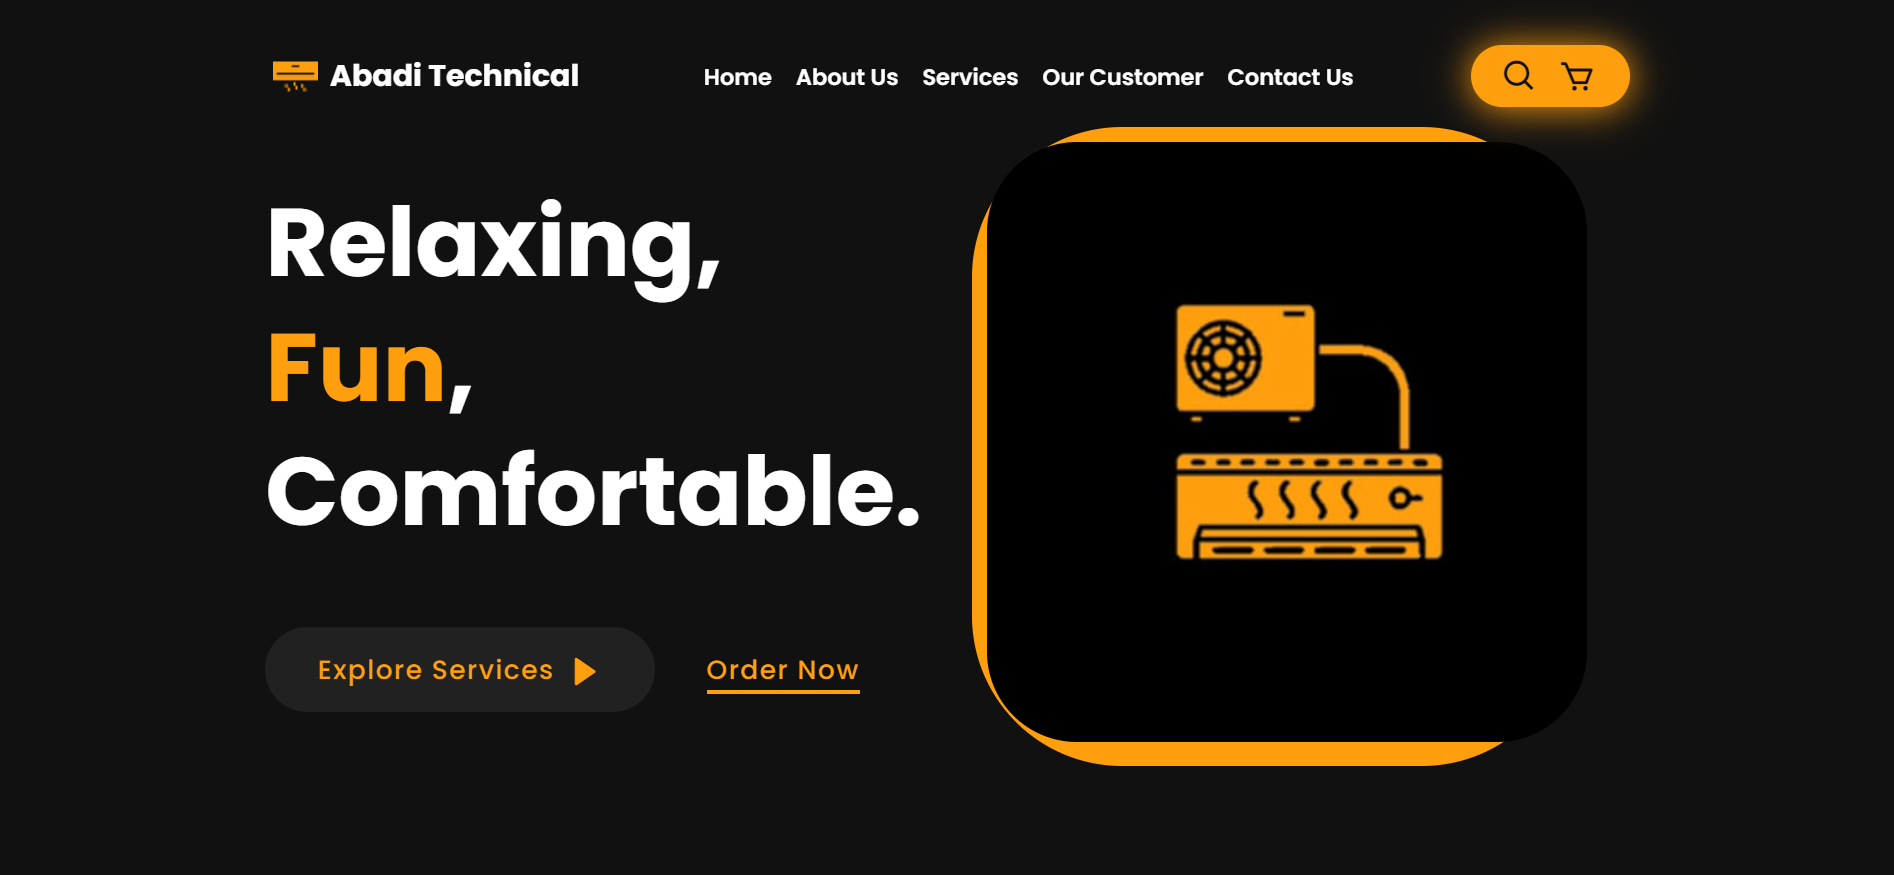 Abadi Technical
Home About Us Services Our Customer Contact Us
Relaxing,
Fun,
Comfortable.
Explore Services
Order Now